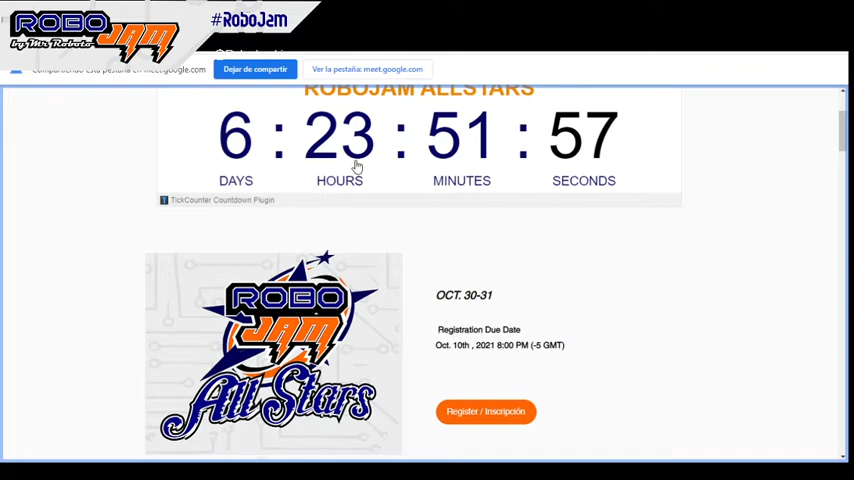 #RoboJam
ROBO
JAM
by Mr Roboto
Compartiendo esta pestaña en meet.google.com
Dejar de compartir
Ver la pestaña: meet.google.com
ROBOJAM ALLSTARS
6 : 23 : 51 : 57
DAYS HOURS MINUTES SECONDS
TickCounter Countdown Plugin
ROBO
JAM
All Stars
OCT. 30-31
Registration Due Date
Oct. 10th , 2021 8:00 PM (-5 GMT)
Register / Inscripción